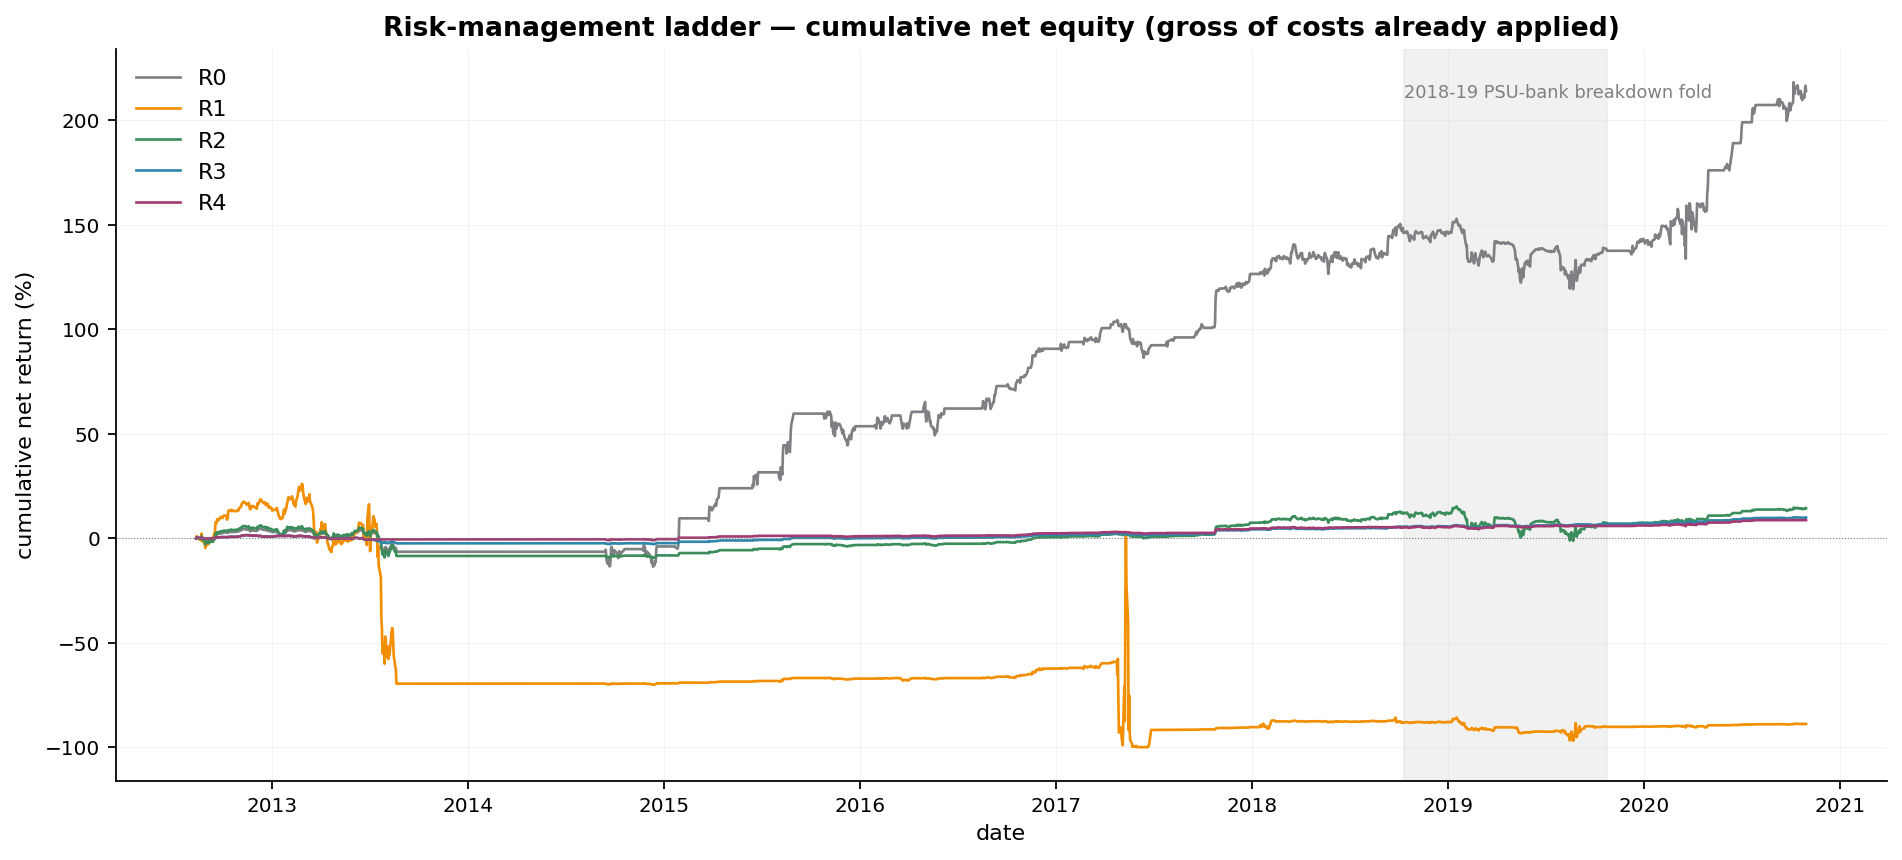 Risk-management ladder — cumulative net equity (gross of costs already applied)
R0
R1
R2
R3
R4
2018-19 PSU-bank breakdown fold
cumulative net return (%)
200
150
100
50
0
−50
−100
2013
2014
2015
2016
2017
2018
2019
2020
2021
date